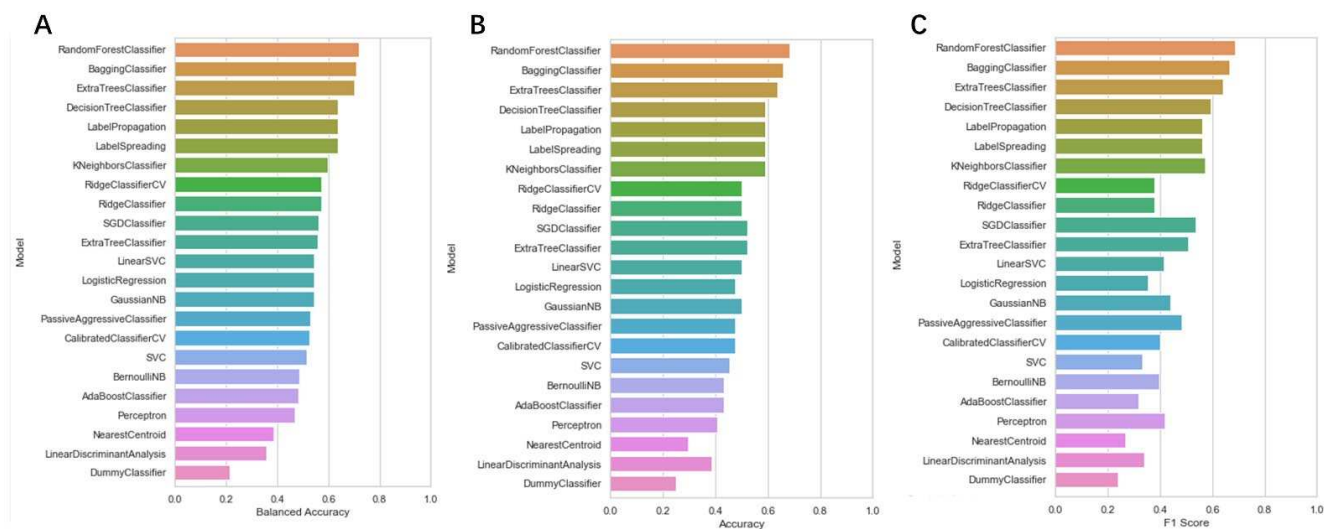 A
RandomForestClassifier
BaggingClassifier
ExtraTreesClassifier
DecisionTreeClassifier
LabelPropagation
LabelSpreading
KNeighborsClassifier
RidgeClassifierCV
RidgeClassifier
SGDClassifier
ExtraTreeClassifier
LinearSVC
LogisticRegression
GaussianNB
PassiveAggressiveClassifier
CalibratedClassifierCV
SVC
BernoulliNB
AdaBoostClassifier
Perceptron
NearestCentroid
LinearDiscriminantAnalysis
DummyClassifier
Model
0.0 0.2 0.4 0.6 0.8 1.0
Balanced Accuracy
B
RandomForestClassifier
BaggingClassifier
ExtraTreesClassifier
DecisionTreeClassifier
LabelPropagation
LabelSpreading
KNeighborsClassifier
RidgeClassifierCV
RidgeClassifier
SGDClassifier
ExtraTreeClassifier
LinearSVC
LogisticRegression
GaussianNB
PassiveAggressiveClassifier
CalibratedClassifierCV
SVC
BernoulliNB
AdaBoostClassifier
Perceptron
NearestCentroid
LinearDiscriminantAnalysis
DummyClassifier
Model
0.0 0.2 0.4 0.6 0.8 1.0
Accuracy
C
RandomForestClassifier
BaggingClassifier
ExtraTreesClassifier
DecisionTreeClassifier
LabelPropagation
LabelSpreading
KNeighborsClassifier
RidgeClassifierCV
RidgeClassifier
SGDClassifier
ExtraTreeClassifier
LinearSVC
LogisticRegression
GaussianNB
PassiveAggressiveClassifier
CalibratedClassifierCV
SVC
BernoulliNB
AdaBoostClassifier
Perceptron
NearestCentroid
LinearDiscriminantAnalysis
DummyClassifier
Model
0.0 0.2 0.4 0.6 0.8 1.0
F1 Score